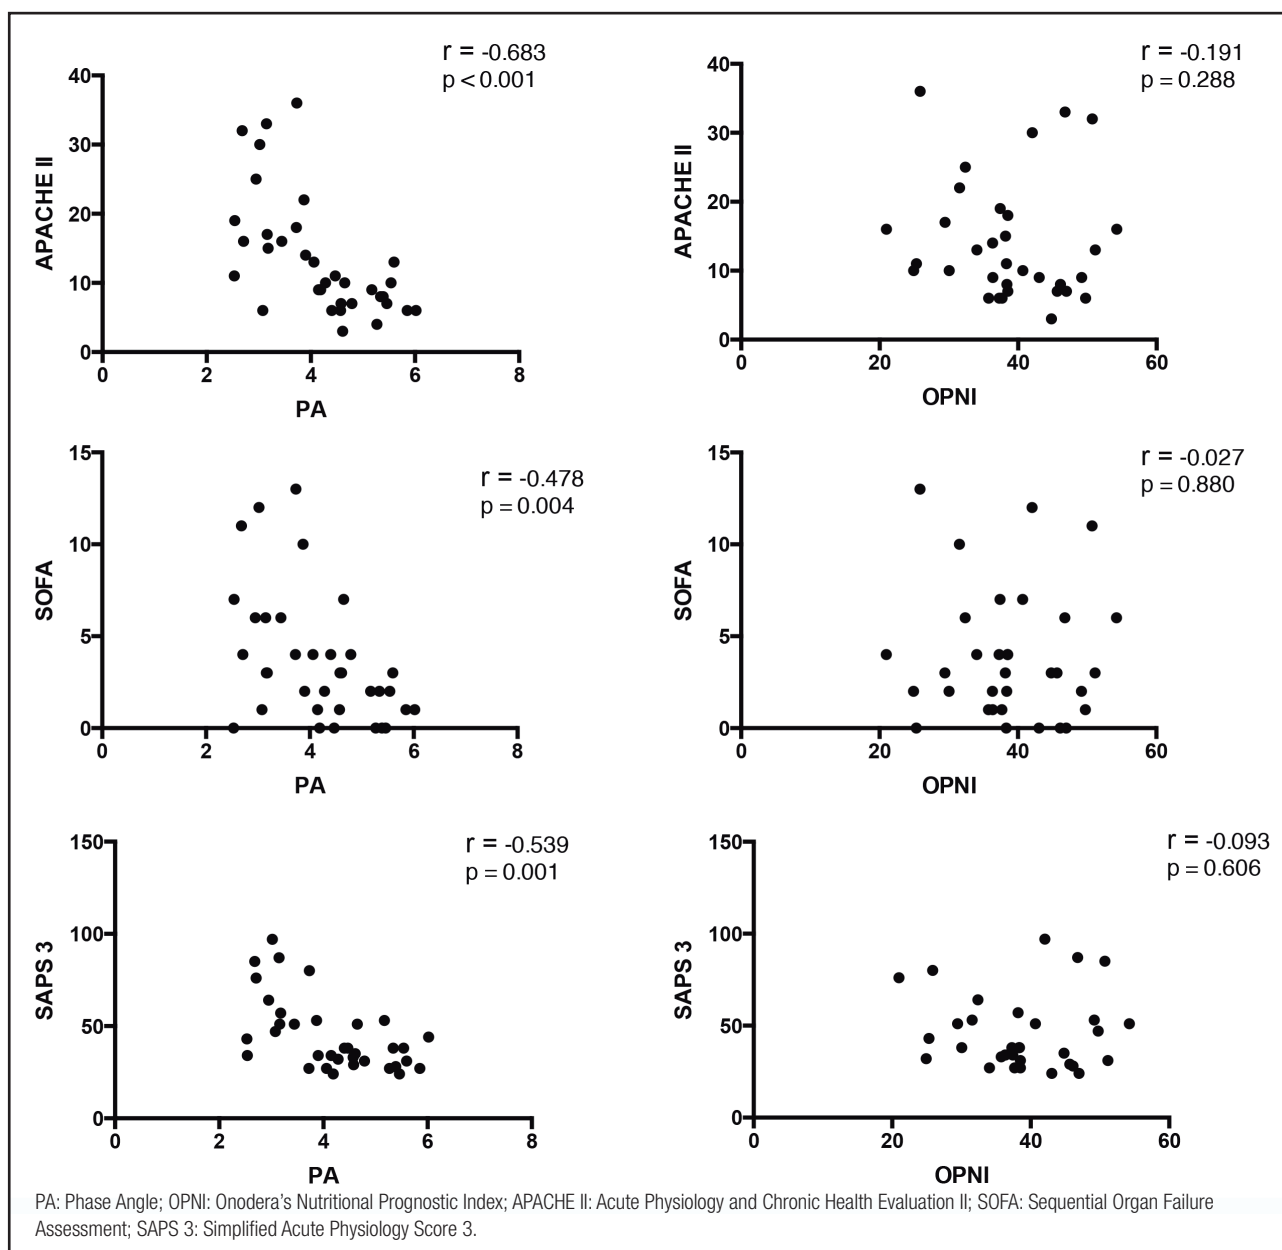 r = -0.683
p < 0.001
40
30
20
10
0
APACHE II
0 2 4 6 8
PA
r = -0.191
p = 0.288
40
30
20
10
0
APACHE II
0 20 40 60
OPNI
r = -0.478
p = 0.004
15
10
5
0
SOFA
0 2 4 6 8
PA
r = -0.027
p = 0.880
15
10
5
0
SOFA
0 20 40 60
OPNI
r = -0.539
p = 0.001
150
100
50
0
SAPS 3
0 2 4 6 8
PA
r = -0.093
p = 0.606
150
100
50
0
SAPS 3
0 20 40 60
OPNI
PA: Phase Angle; OPNI: Onodera’s Nutritional Prognostic Index; APACHE II: Acute Physiology and Chronic Health Evaluation II; SOFA: Sequential Organ Failure
Assessment; SAPS 3: Simplified Acute Physiology Score 3.